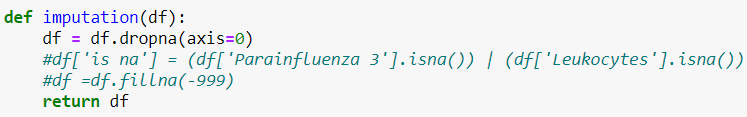 def imputation(df):
    df = df.dropna(axis=0)
    #df['is na'] = (df['Parainfluenza 3'].isna()) | (df['Leukocytes'].isna())
    #df =df.fillna(-999)
    return df